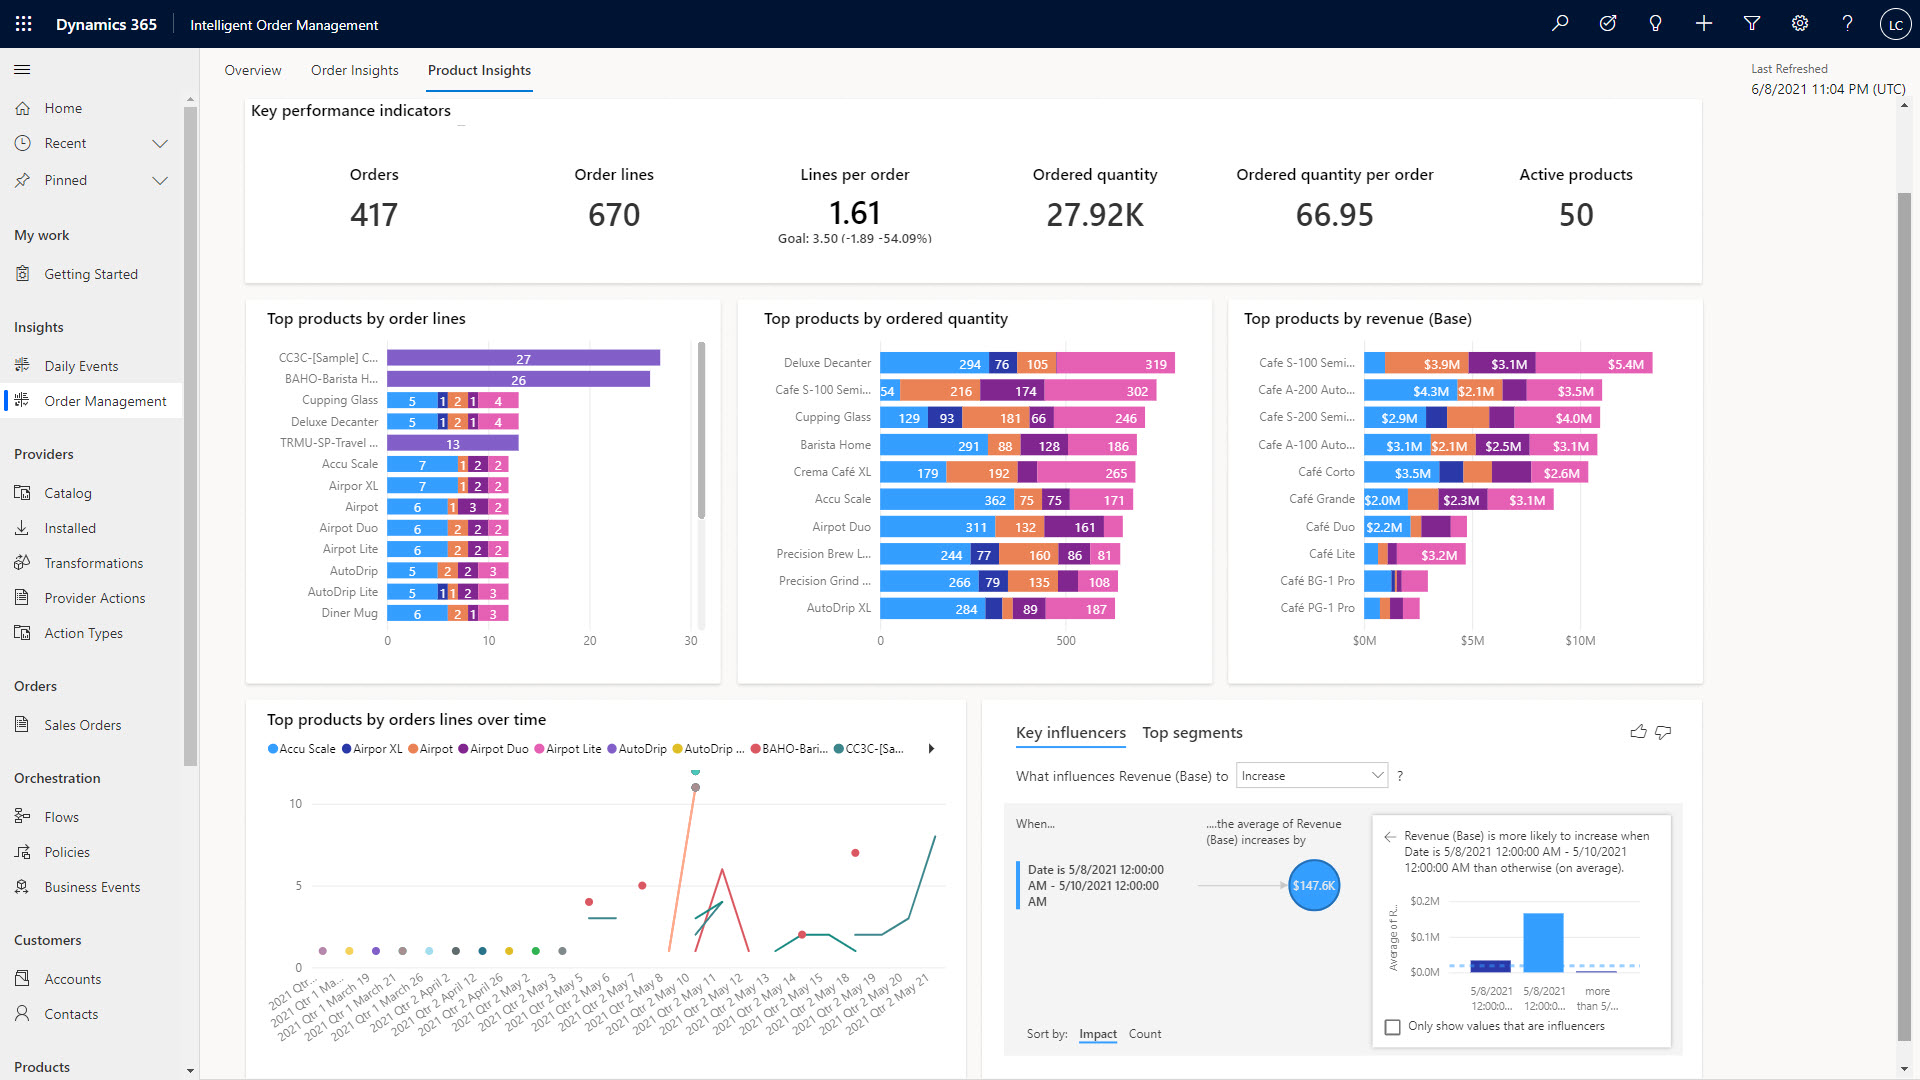 Dynamics 365
Intelligent Order Management
LC
Overview
Order Insights
Product Insights
Last Refreshed
6/8/2021 11:04 PM (UTC)
Home
Recent
Pinned
My work
Getting Started
Insights
Daily Events
Order Management
Providers
Catalog
Installed
Transformations
Provider Actions
Action Types
Orders
Sales Orders
Orchestration
Flows
Policies
Business Events
Customers
Accounts
Contacts
Products
Key performance indicators
Orders
417
Order lines
670
Lines per order
1.61
Goal: 3.50 (-1.89 -54.09%)
Ordered quantity
27.92K
Ordered quantity per order
66.95
Active products
50
Top products by order lines
CC3C-[Sample] C... 27
BAHO-Barista H... 26
Cupping Glass 5 1 2 1 4
Deluxe Decanter 5 1 2 1 4
TRMU-SP-Travel ... 13
Accu Scale 7 1 2 2
Airpor XL 7 1 2 2
Airpot 6 1 3 2
Airpot Duo 6 2 2 2
Airpot Lite 6 2 2 2
AutoDrip 5 2 2 3
AutoDrip Lite 5 1 1 2 3
Diner Mug 6 2 1 3
0 10 20 30
Top products by ordered quantity
Deluxe Decanter 294 76 105 319
Cafe S-100 Semi... 54 216 174 302
Cupping Glass 129 93 181 66 246
Barista Home 291 88 128 186
Crema Café XL 179 192 265
Accu Scale 362 75 75 171
Airpot Duo 311 132 161
Precision Brew L... 244 77 160 86 81
Precision Grind ... 266 79 135 108
AutoDrip XL 284 89 187
0 500
Top products by revenue (Base)
Cafe S-100 Semi... $3.9M $3.1M $5.4M
Cafe A-200 Auto... $4.3M $2.1M $3.5M
Cafe S-200 Semi... $2.9M $4.0M
Cafe A-100 Auto... $3.1M $2.1M $2.5M $3.1M
Café Corto $3.5M $2.6M
Café Grande $2.0M $2.3M $3.1M
Café Duo $2.2M
Café Lite $3.2M
Café BG-1 Pro
Café PG-1 Pro
$0M $5M $10M
Top products by orders lines over time
Accu Scale Airpor XL Airpot Airpot Duo Airpot Lite AutoDrip AutoDrip ... BAHO-Bari... CC3C-[Sa...
10
5
0
2021 Qtr...
2021 Qtr 1 Ma...
2021 Qtr 1 March 19
2021 Qtr 1 March 21
2021 Qtr 1 March 26
2021 Qtr 2 April 2
2021 Qtr 2 April 12
2021 Qtr 2 April 26
2021 Qtr 2 May 2
2021 Qtr 2 May 3
2021 Qtr 2 May 5
2021 Qtr 2 May 6
2021 Qtr 2 May 7
2021 Qtr 2 May 8
2021 Qtr 2 May 10
2021 Qtr 2 May 11
2021 Qtr 2 May 12
2021 Qtr 2 May 13
2021 Qtr 2 May 14
2021 Qtr 2 May 15
2021 Qtr 2 May 18
2021 Qtr 2 May 19
2021 Qtr 2 May 20
2021 Qtr 2 May 21
Key influencers
Top segments
What influences Revenue (Base) to
Increase
?
When...
....the average of Revenue
(Base) increases by
Date is 5/8/2021 12:00:00
AM - 5/10/2021 12:00:00
AM
$147.6K
Sort by:
Impact
Count
Revenue (Base) is more likely to increase when
Date is 5/8/2021 12:00:00 AM - 5/10/2021
12:00:00 AM than otherwise (on average).
Average of R...
$0.2M
$0.1M
$0.0M
5/8/2021
12:00:0...
5/8/2021
12:00:0...
more
than 5/...
Only show values that are influencers